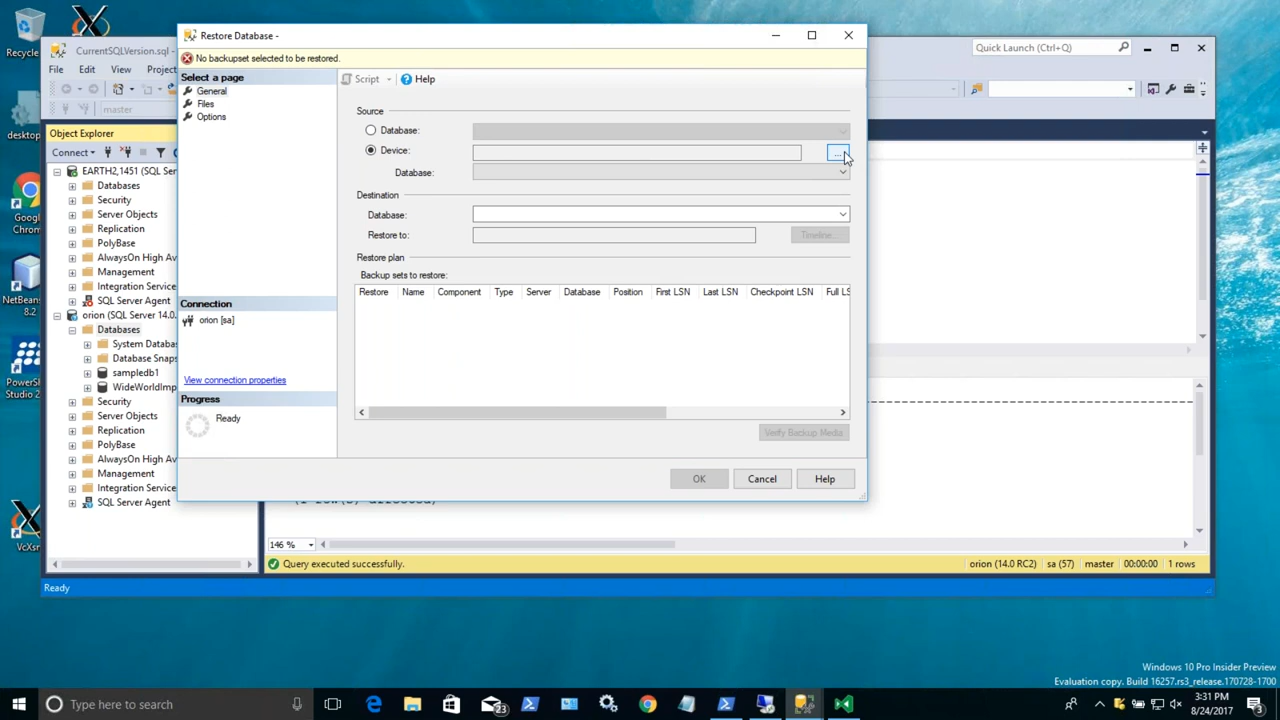 Recycle
CurrentSQLVersion.sql -
Restore Database -
Quick Launch (Ctrl+Q)
No backupset selected to be restored.
File Edit View Project
Select a page
General
Files
Options
Script Help
master
desktop
Source
Database:
Device:
...
Database:
Destination
Database:
Restore to:
Timeline...
Restore plan
Backup sets to restore:
Restore Name Component Type Server Database Position First LSN Last LSN Checkpoint LSN Full LS
Verify Backup Media
Connection
orion [sa]
View connection properties
Progress
Ready
OK Cancel Help
Object Explorer
Connect
EARTH2,1451 (SQL Serv
Databases
Security
Server Objects
Replication
PolyBase
AlwaysOn High Av
Management
Integration Service
SQL Server Agent
orion (SQL Server 14.0.
Databases
System Databa
Database Snaps
sampledb1
WideWorldImp
Security
Server Objects
Replication
PolyBase
AlwaysOn High Av
Management
Integration Service
SQL Server Agent
Google
Chrom
NetBeans
8.2
PowerShe
Studio 2
VcXsr
146 %
Query executed successfully.
orion (14.0 RC2) sa (57) master 00:00:00 1 rows
Ready
Windows 10 Pro Insider Preview
Evaluation copy. Build 16257.rs3_release.170728-1700
Type here to search
23
3:31 PM
8/24/2017
3